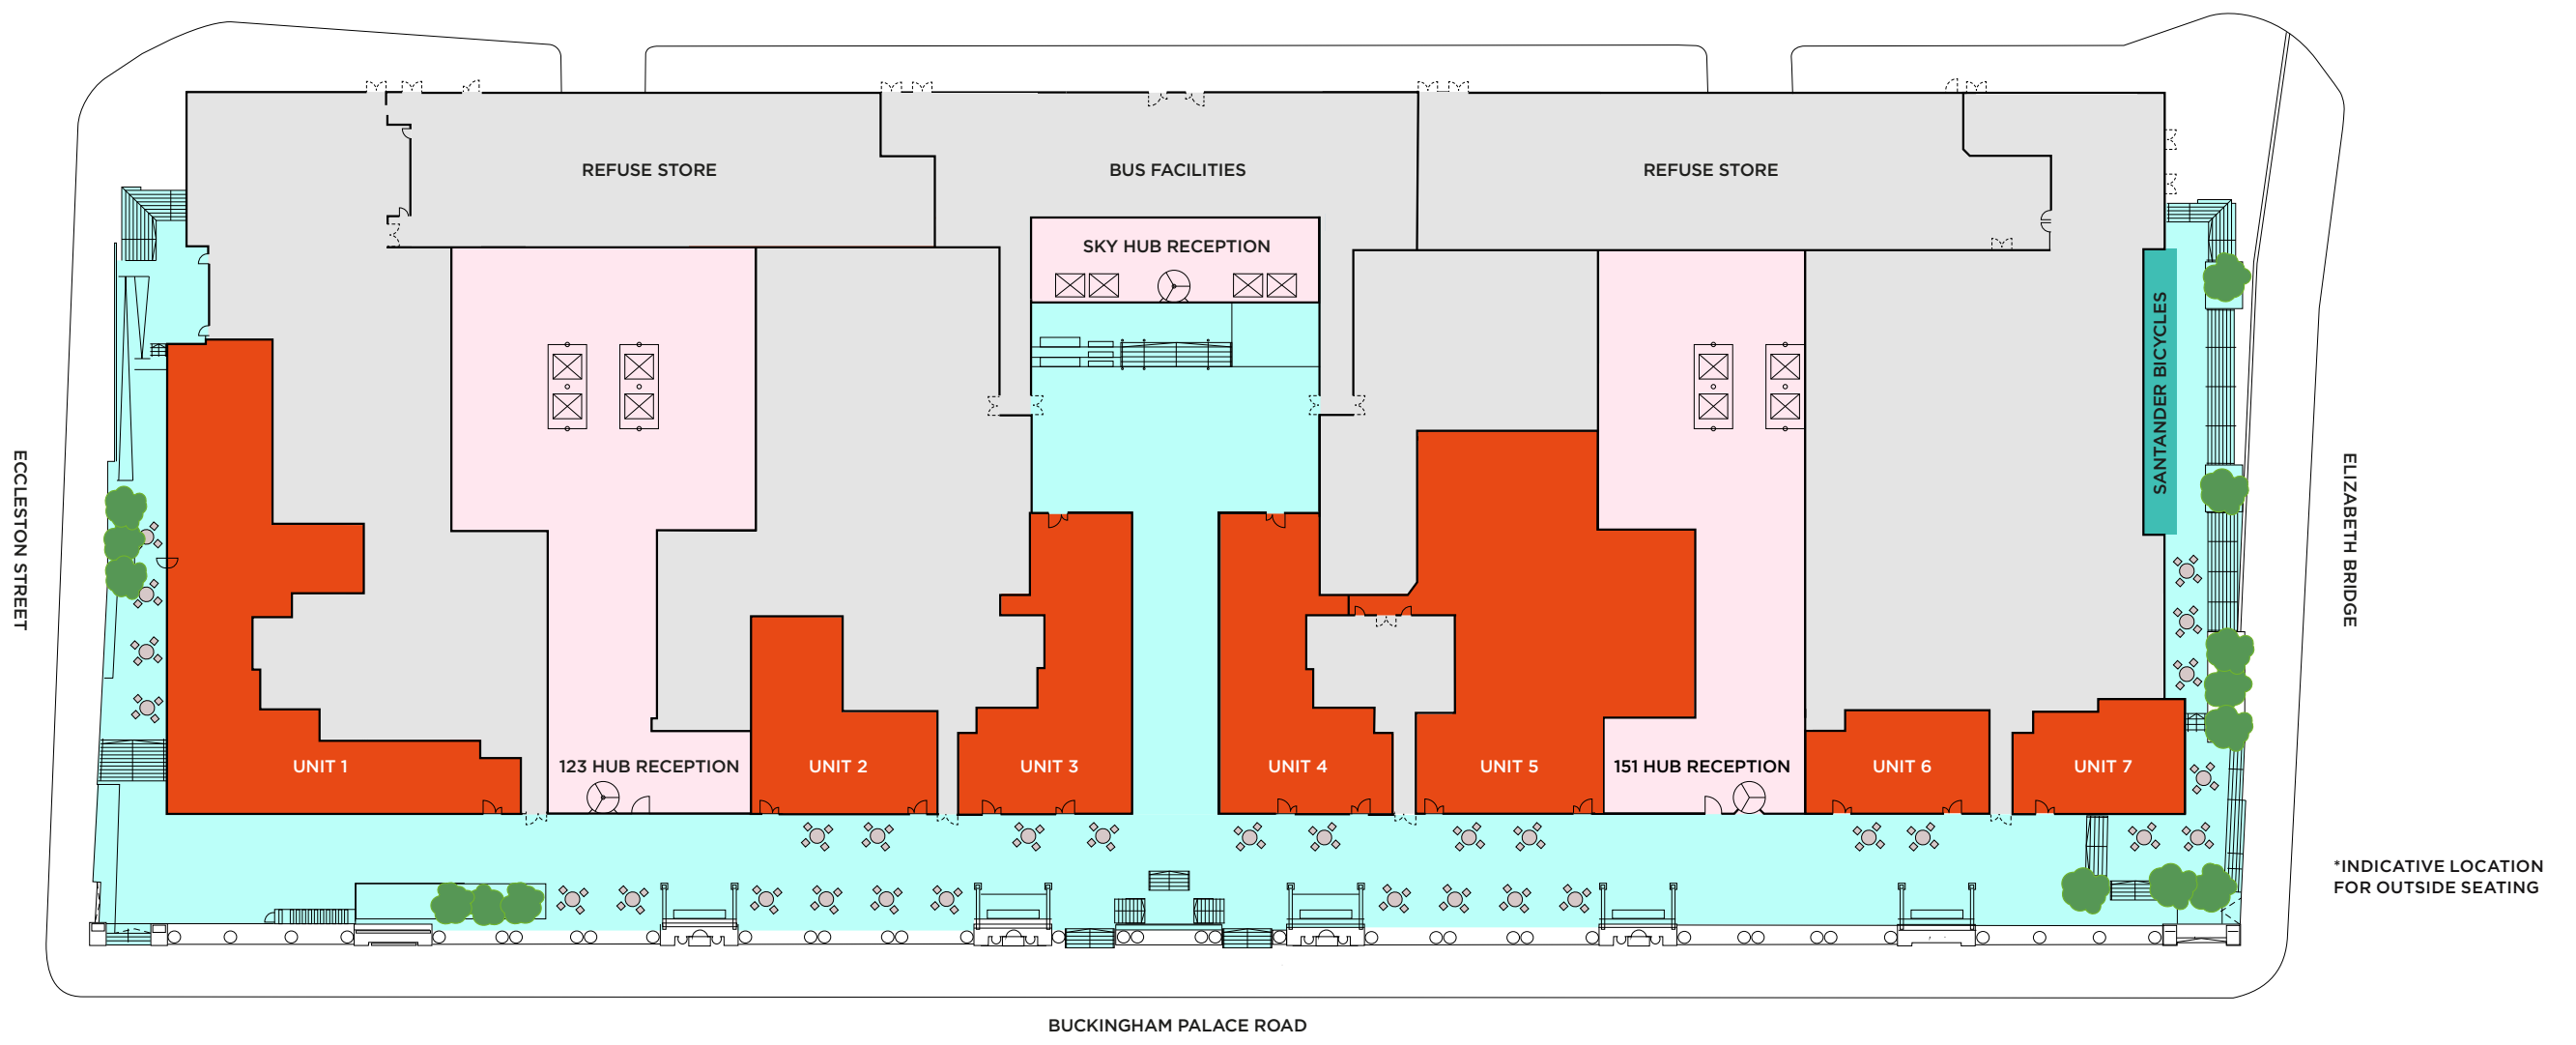 REFUSE STORE
BUS FACILITIES
REFUSE STORE
SKY HUB RECEPTION
SANTANDER BICYCLES
ECCLESTON STREET
ELIZABETH BRIDGE
UNIT 1
123 HUB RECEPTION
UNIT 2
UNIT 3
UNIT 4
UNIT 5
151 HUB RECEPTION
UNIT 6
UNIT 7
*INDICATIVE LOCATION
FOR OUTSIDE SEATING
BUCKINGHAM PALACE ROAD